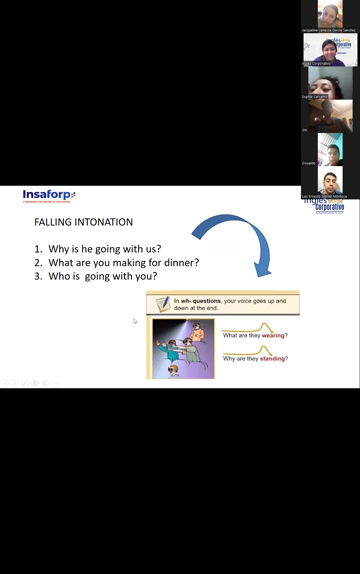 Insaforp
FALLING INTONATION
1. Why is he going with us?
2. What are you making for dinner?
3. Who is going with you?
In wh- questions, your voice goes up and
down at the end.
What are they wearing?
Why are they standing?
Inglés
Corporativo
Oswaldo